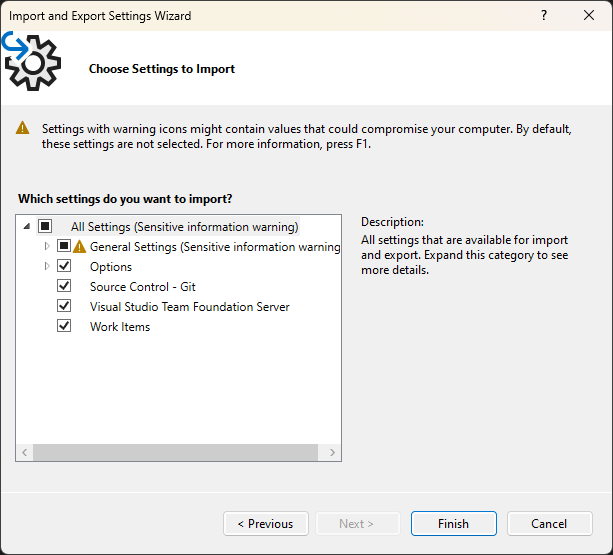 Import and Export Settings Wizard
?
Choose Settings to Import
Settings with warning icons might contain values that could compromise your computer. By default,
these settings are not selected. For more information, press F1.
Which settings do you want to import?
All Settings (Sensitive information warning)
General Settings (Sensitive information warning
Options
Source Control - Git
Visual Studio Team Foundation Server
Work Items
Description:
All settings that are available for import
and export. Expand this category to see
more details.
< Previous
Next >
Finish
Cancel